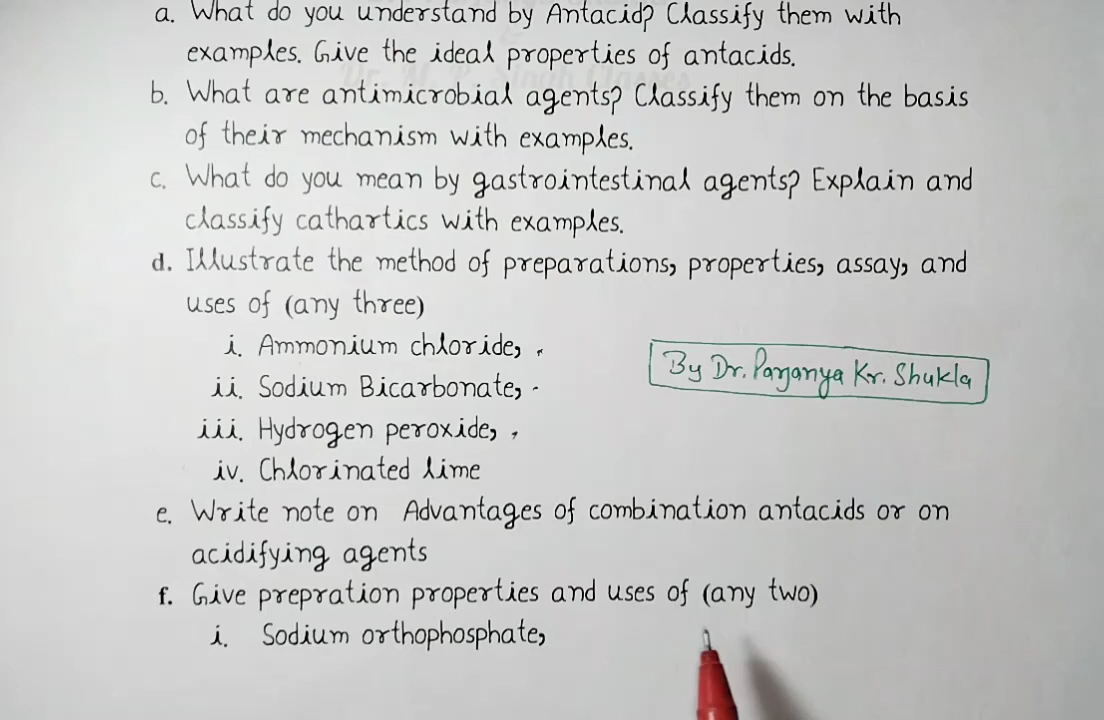 a. What do you understand by Antacid? Classify them with
examples. Give the ideal properties of antacids.
b. What are antimicrobial agents? Classify them on the basis
of their mechanism with examples.
c. What do you mean by gastrointestinal agents? Explain and
classify cathartics with examples.
d. Illustrate the method of preparations, properties, assay, and
uses of (any three)
i. Ammonium chloride,
ii. Sodium Bicarbonate,
By Dr. Payanya Kr. Shukla
iii. Hydrogen peroxide,
iv. Chlorinated lime
e. Write note on Advantages of combination antacids or on
acidifying agents
f. Give prepration properties and uses of (any two)
i. Sodium orthophosphate,